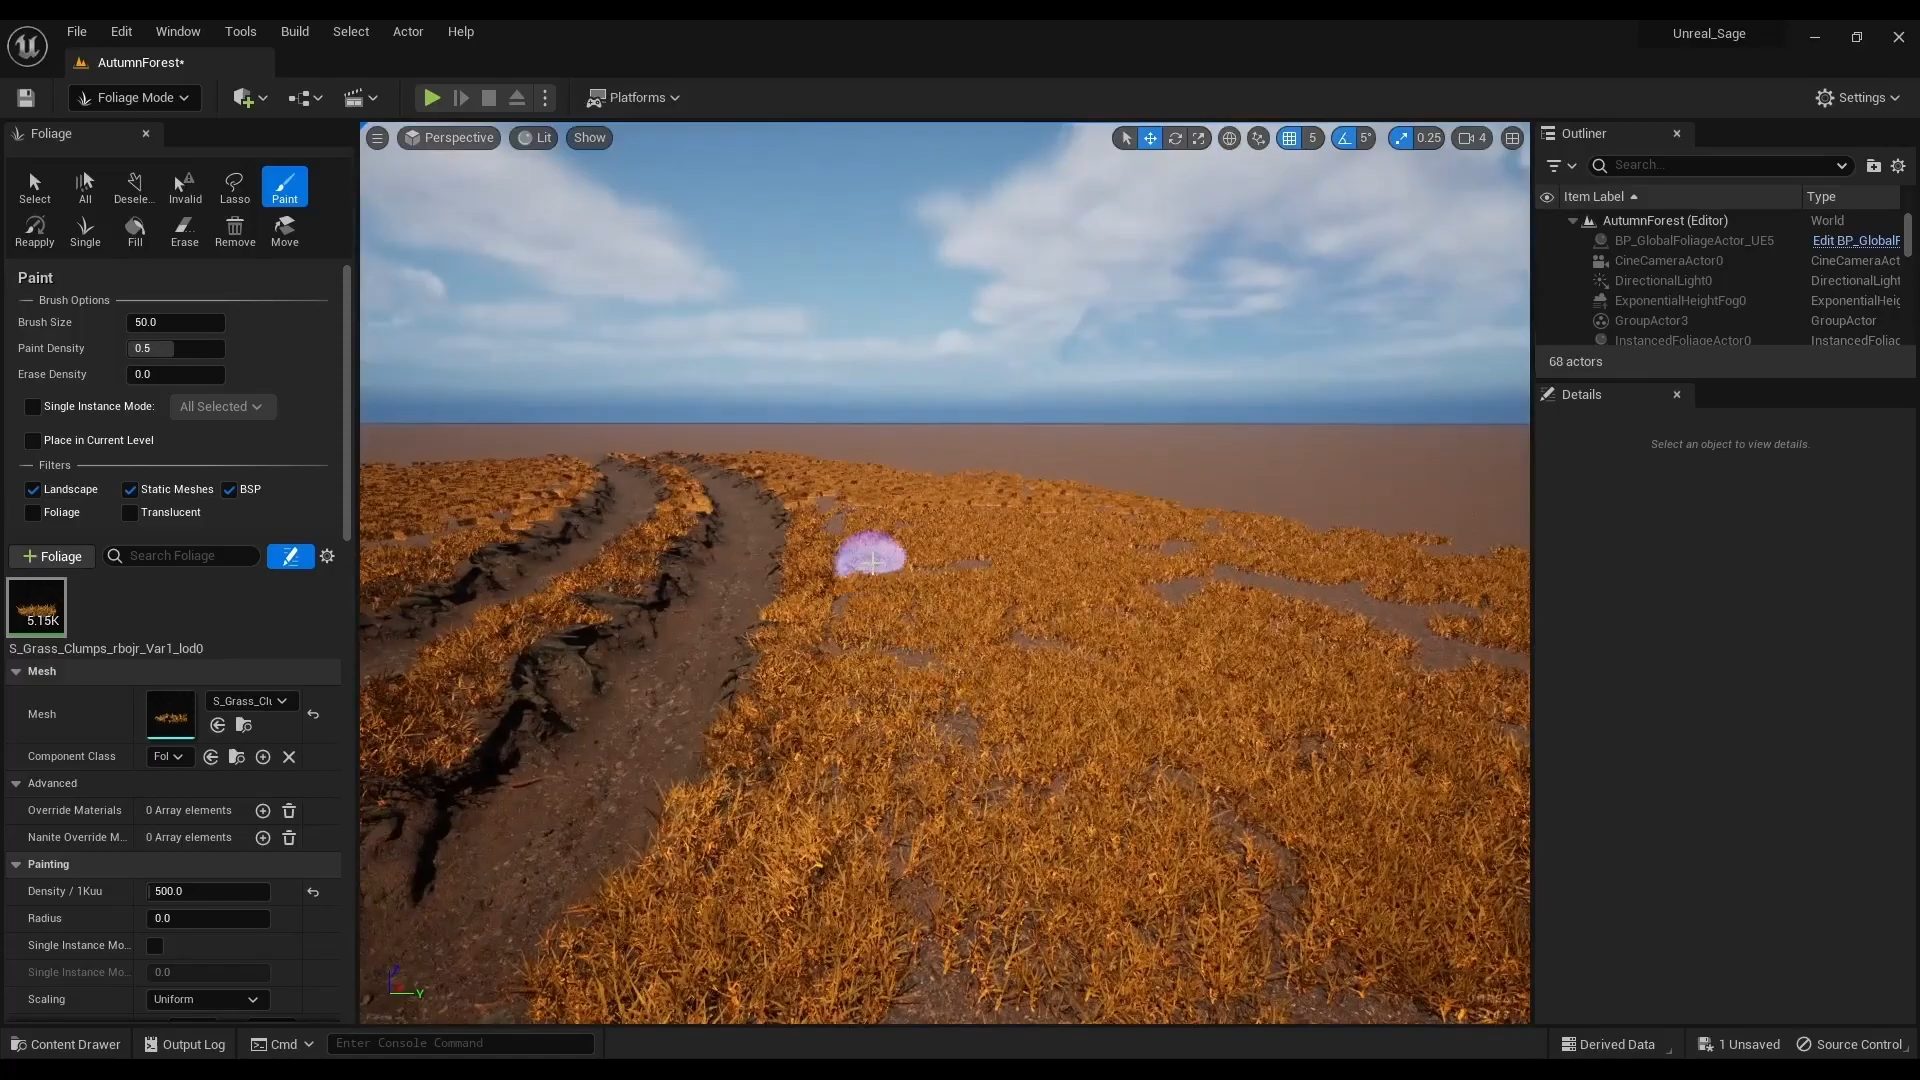 File Edit Window Tools Build Select Actor Help
Unreal_Sage
AutumnForest*
Foliage Mode
Platforms
Settings
Foliage
Select All Desele... Invalid Lasso Paint
Reapply Single Fill Erase Remove Move
Paint
Brush Options
Brush Size 50.0
Paint Density 0.5
Erase Density 0.0
Single Instance Mode: All Selected
Place in Current Level
Filters
Landscape Static Meshes BSP
Foliage Translucent
+ Foliage Search Foliage
5.15K
S_Grass_Clumps_rbojr_Var1_lod0
Mesh
Mesh S_Grass_Clu
Component Class Fol
Advanced
Override Materials 0 Array elements
Nanite Override M... 0 Array elements
Painting
Density / 1Kuu 500.0
Radius 0.0
Single Instance Mo...
Single Instance Mo... 0.0
Scaling Uniform
Perspective Lit Show
5 5° 0.25 4
Z
Y
Outliner
Search...
Item Label Type
AutumnForest (Editor) World
BP_GlobalFoliageActor_UE5 Edit BP_GlobalF
CineCameraActor0 CineCameraAct
DirectionalLight0 DirectionalLight
ExponentialHeightFog0 ExponentialHeig
GroupActor3 GroupActor
InstancedFoliageActor0 InstancedFoliag
68 actors
Details
Select an object to view details.
Content Drawer Output Log Cmd Enter Console Command
Derived Data 1 Unsaved Source Control